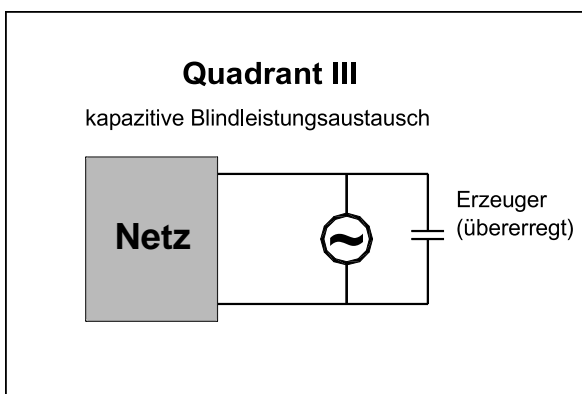 Quadrant III
kapazitive Blindleistungsaustausch
Netz
Erzeuger
(übererregt)